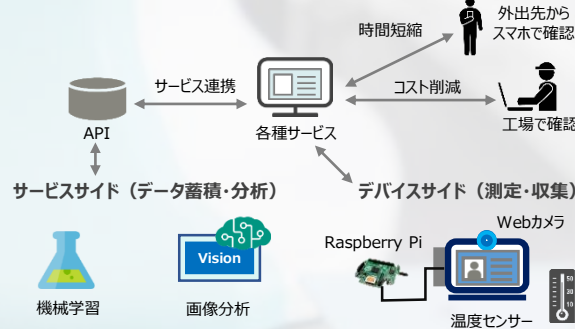 外出先から
スマホで確認
時間短縮
サービス連携
コスト削減
API
各種サービス
工場で確認
サービスサイド（データ蓄積・分析）
デバイスサイド（測定・収集）
Webカメラ
Raspberry Pi
Vision
50
30
10
機械学習
画像分析
温度センサー